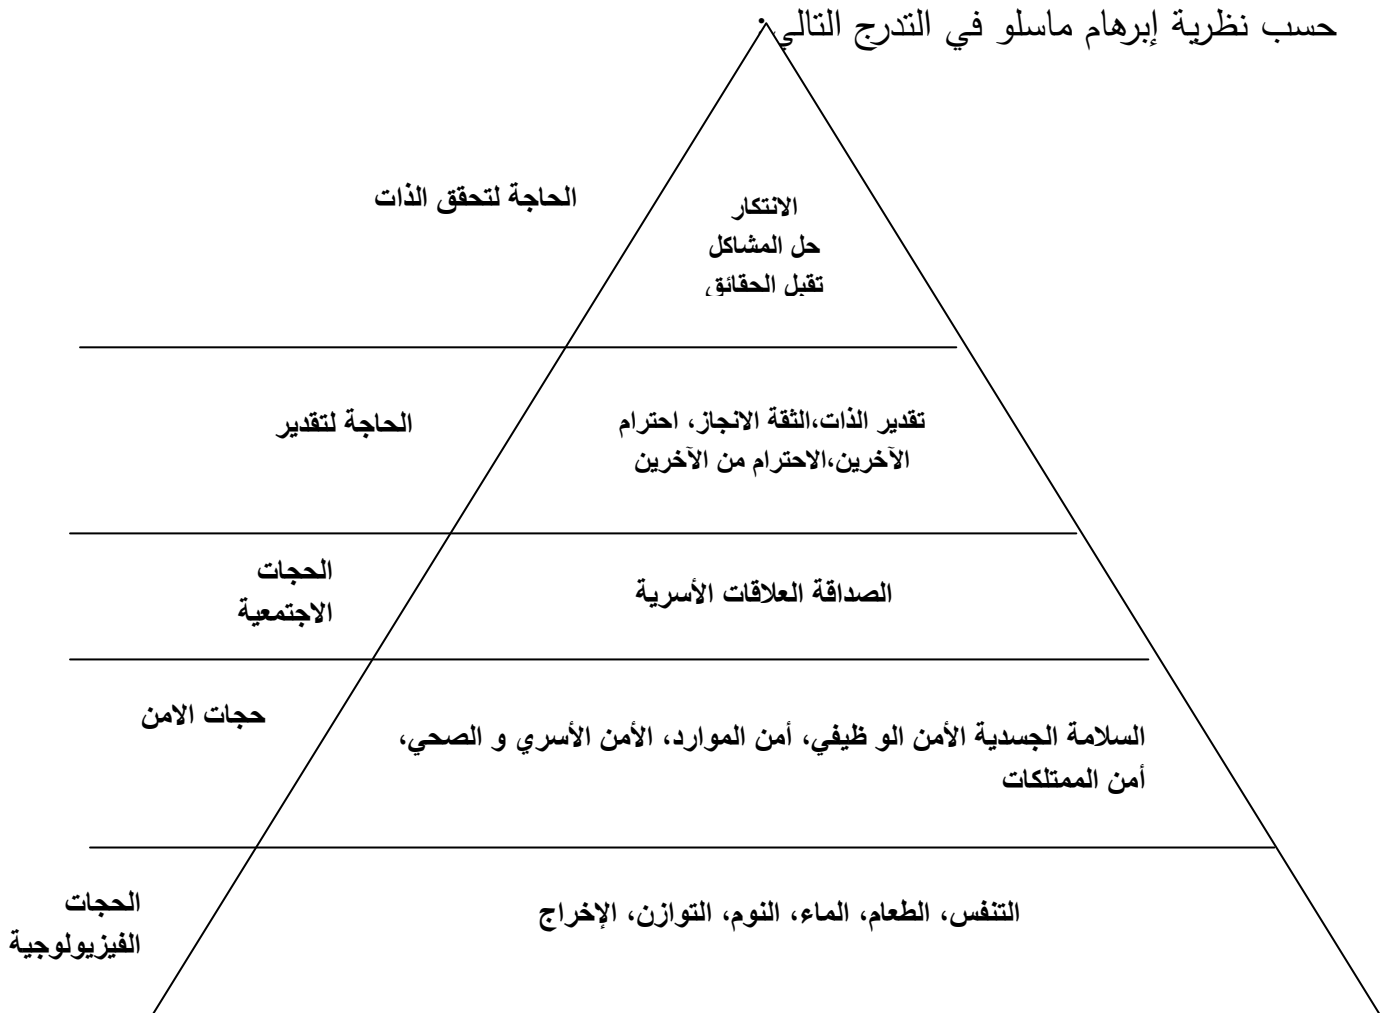 حسب نظرية إبرهام ماسلو في التدرج التالي:
الحاجة لتحقق الذات
الانتكار
حل المشاكل
تقبل الحقائق
الحاجة لتقدير
تقدير الذات،الثقة الانجاز، احترام
الآخرين،الاحترام من الآخرين
الحجات
الاجتمعية
الصداقة العلاقات الأسرية
حجات الامن
السلامة الجسدية الأمن الو ظيفي، أمن الموارد، الأمن الأسري و الصحي،
أمن الممتلكات
الحجات
الفيزيولوجية
التنفس، الطعام، الماء، النوم، التوازن، الإخراج